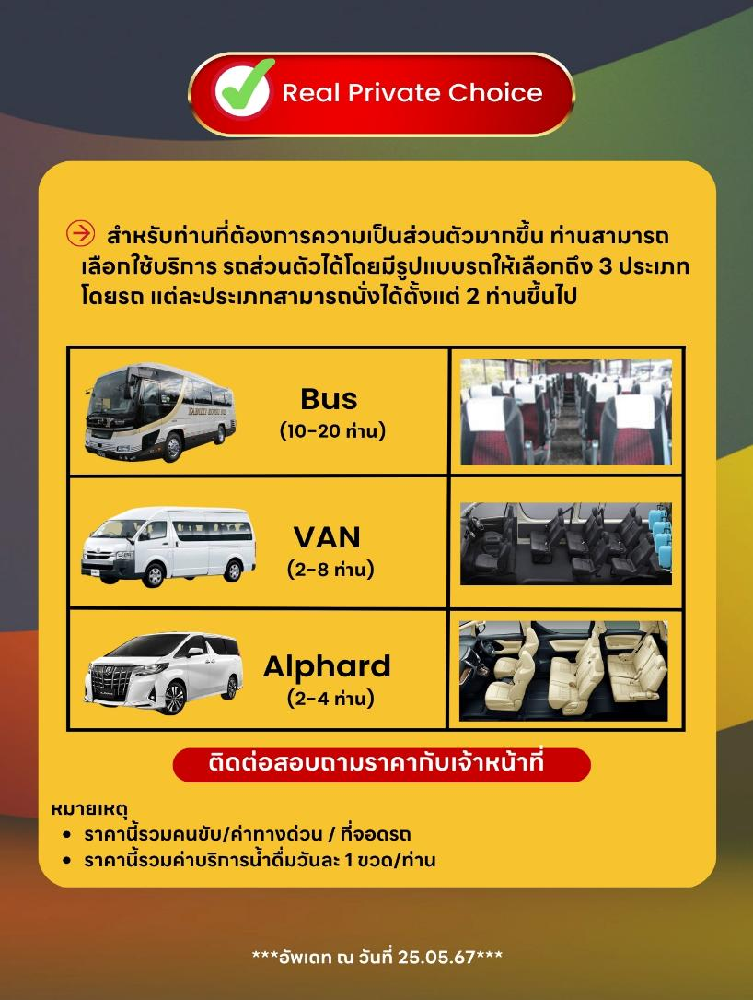 Real Private Choice
สำหรับท่านที่ต้องการความเป็นส่วนตัวมากขึ้น ท่านสามารถ
เลือกใช้บริการ รถส่วนตัวได้โดยมีรูปแบบรถให้เลือกถึง 3 ประเภท
โดยรถ แต่ละประเภทสามารถนั่งได้ตั้งแต่ 2 ท่านขึ้นไป
Bus
(10-20 ท่าน)
VAN
(2-8 ท่าน)
Alphard
(2-4 ท่าน)
ติดต่อสอบถามราคากับเจ้าหน้าที่
หมายเหตุ
• ราคานี้รวมคนขับ/ค่าทางด่วน / ที่จอดรถ
• ราคานี้รวมค่าบริการน้ำดื่มวันละ 1 ขวด/ท่าน
***อัพเดท ณ วันที่ 25.05.67***